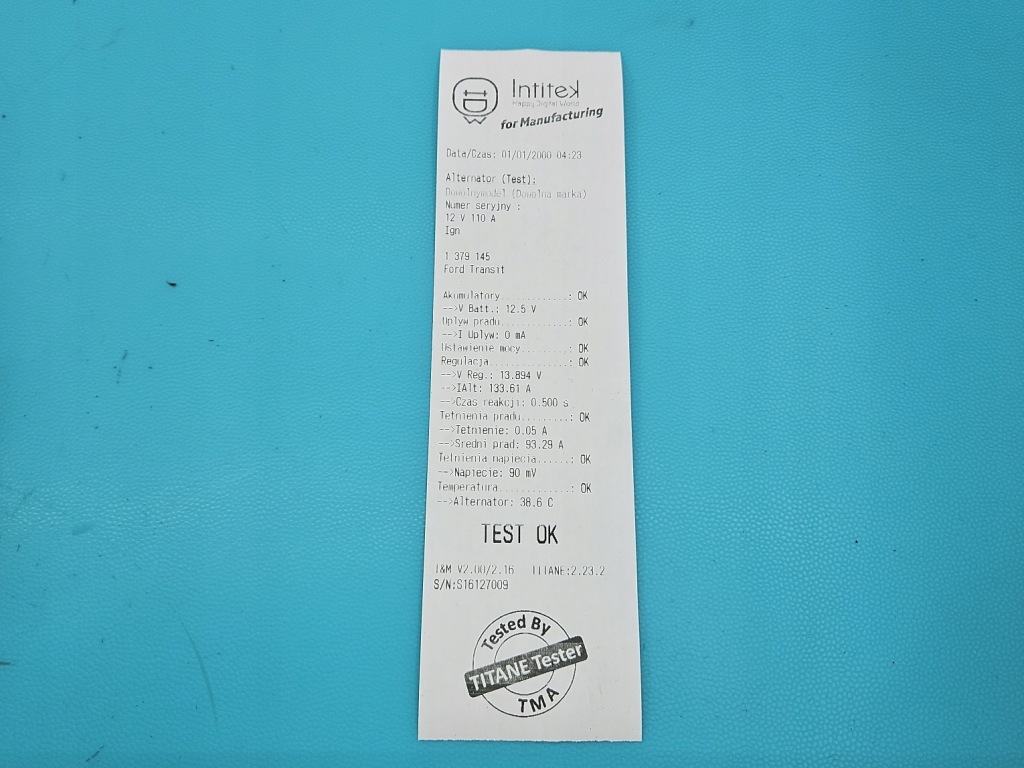 Intitek
Happy Digital World
for Manufacturing
Data/Czas: 01/01/2000 04:23
Alternator (Test):
Dowolnymodel (Dowolna marka)
Numer seryjny :
12 V 110 A
Ign
1 379 145
Ford Transit
Akumulatory.............: OK
-->V Batt.: 12.5 V
Uplyw pradu.............: OK
-->I Uplyw: 0 mA
Ustawienie mocy.........: OK
Regulacja...............: OK
-->V Reg.: 13.894 V
-->IAlt: 133.61 A
-->Czas reakcji: 0.500 s
Tetnienia pradu.........: OK
-->Tetnienie: 0.05 A
-->Sredni prad: 93.29 A
Tetnienia napiecia......: OK
-->Napiecie: 90 mV
Temperatura.............: OK
-->Alternator: 38.6 C
TEST OK
I&M V2.00/2.16 TITANE:2.23.2
S/N:S16127009
Tested By
TITANE Tester
TMA